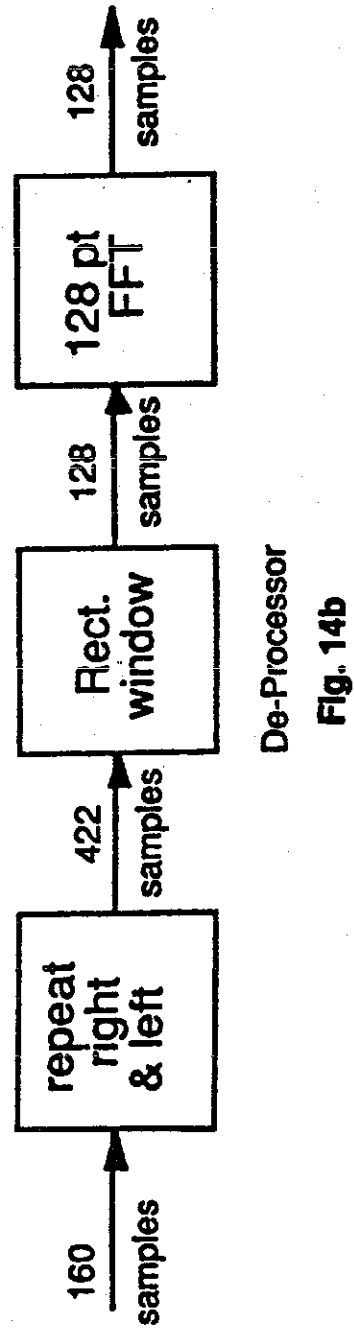 160
samples
repeat
right
& left
422
samples
Rect.
window
128
samples
128 pt
FFT
128
samples
De-Processor
Fig. 14b